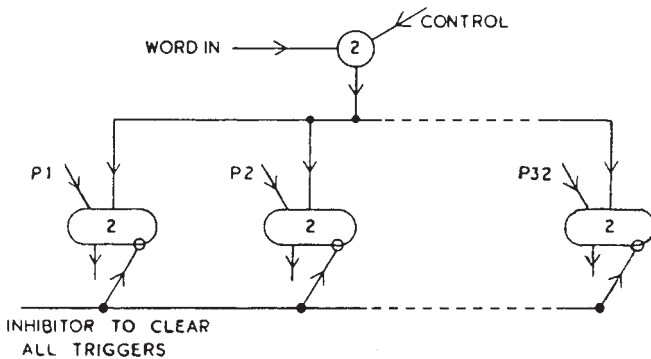 CONTROL
WORD IN
2
P1
P2
P32
2
2
2
INHIBITOR TO CLEAR
ALL TRIGGERS